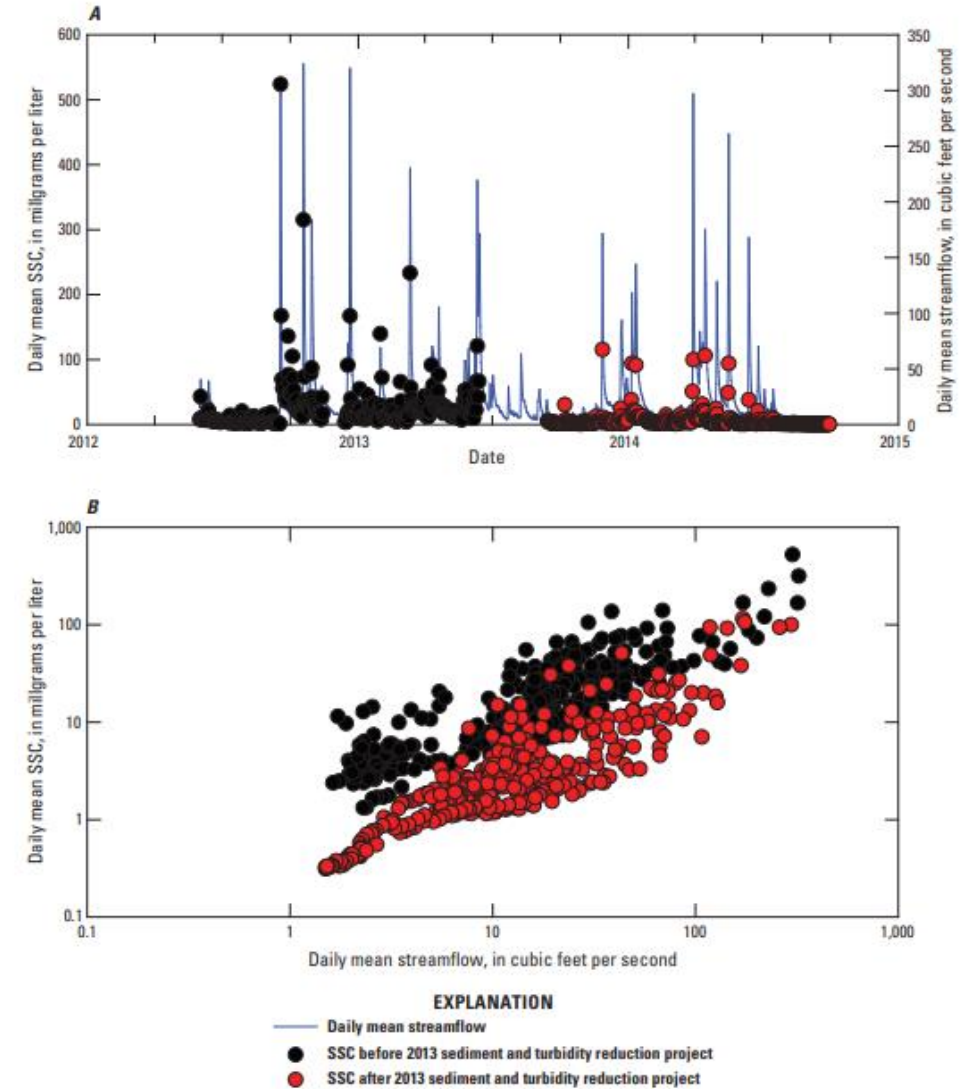 A
600
500
400
300
200
100
0
Daily mean SSC, in millgrams per liter
350
300
250
200
150
100
50
0
Daily mean streamflow, in cubic feet per second
2012
2013
2014
2015
Date
B
1,000
100
10
1
0.1
Daily mean SSC, in millgrams per liter
0.1
1
10
100
1,000
Daily mean streamflow, in cubic feet per second
EXPLANATION
Daily mean streamflow
SSC before 2013 sediment and turbidity reduction project
SSC after 2013 sediment and turbidity reduction project